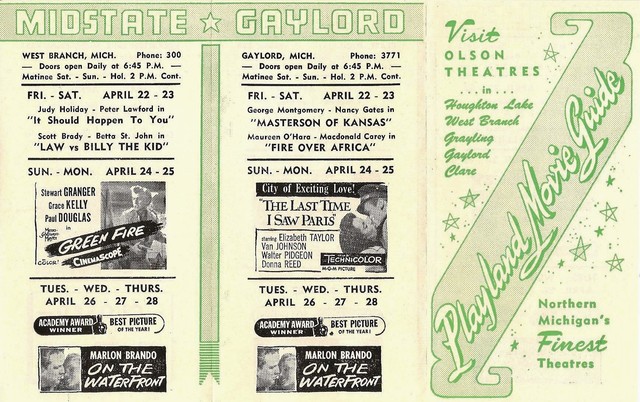 MIDSTATE ☆ GAYLORD
WEST BRANCH, MICH. Phone: 300
— Doors open Daily at 6:45 P.M. —
Matinee Sat. - Sun. - Hol. 2 P.M. Cont.
FRI. - SAT. APRIL 22 - 23
Judy Holiday - Peter Lawford in
"It Should Happen To You"
Scott Brady - Betta St. John in
"LAW vs BILLY THE KID"
SUN. - MON. APRIL 24 - 25
Stewart GRANGER
Grace KELLY
Paul DOUGLAS
in
GREEN FIRE
COLOR!
CINEMASCOPE
TUES. - WED. - THURS.
APRIL 26 - 27 - 28
ACADEMY AWARD WINNER
BEST PICTURE
OF THE YEAR!
MARLON BRANDO
ON THE
WATERFRONT
GAYLORD, MICH. Phone: 3771
— Doors open Daily at 6:45 P.M. —
Matinee Sat. - Sun. - Hol. 2 P.M. Cont.
FRI. - SAT. APRIL 22 - 23
George Montgomery - Nancy Gates in
"MASTERSON OF KANSAS"
Maureen O'Hara - Macdonald Carey in
"FIRE OVER AFRICA"
SUN. - MON. APRIL 24 - 25
City of Exciting Love!
"THE LAST TIME
I SAW PARIS"
starring Elizabeth TAYLOR
Van JOHNSON
Walter PIDGEON
Donna REED
TECHNICOLOR
M-G-M PICTURE
TUES. - WED. - THURS.
APRIL 26 - 27 - 28
ACADEMY AWARD WINNER
BEST PICTURE
OF THE YEAR!
MARLON BRANDO
ON THE
WATERFRONT
Visit
OLSON
THEATRES
... in ...
Houghton Lake
West Branch
Grayling
Gaylord
Clare
Playland Movie Guide
Northern
Michigan's
Finest
Theatres